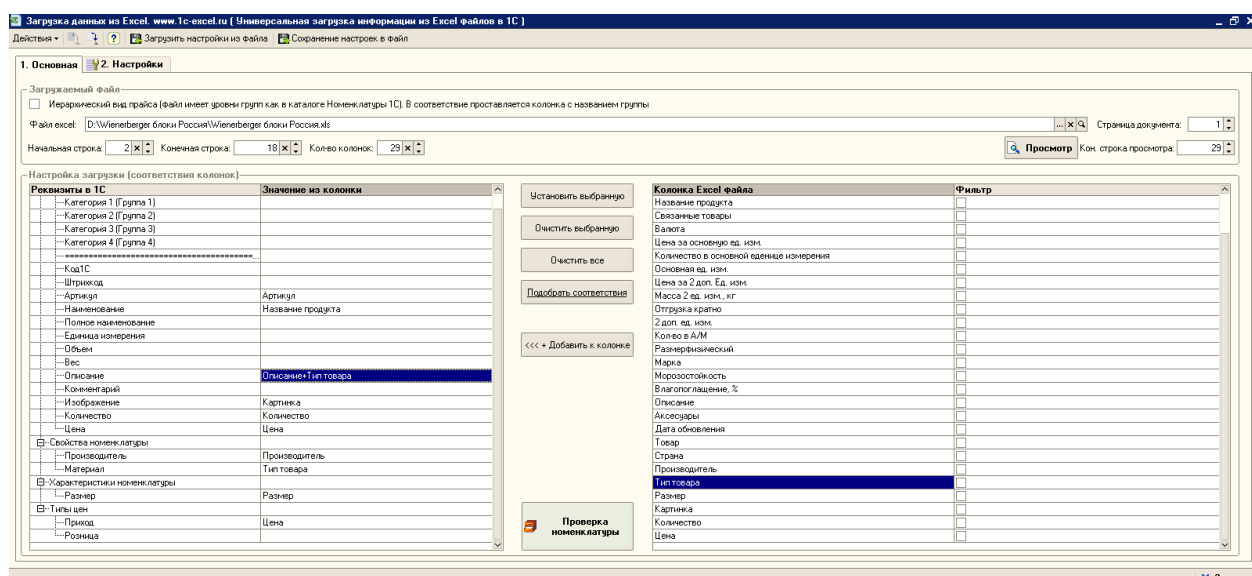 Загрузка данных из Excel. www.1c-excel.ru ( Универсальная загрузка информации из Excel файлов в 1С )
Действия Загрузить настройки из файла Сохранение настроек в файл
1. Основная 2. Настройки
Загружаемый файл
Иерархический вид прайса (файл имеет уровни групп как в каталоге Номенклатуры 1С). В соответствие проставляется колонка с названием группы
Файл excel: D:\Wienerberger блоки Россия\Wienerberger блоки Россия.xls ... x Страница документа: 1
Начальная строка: 2 x Конечная строка: 18 x Кол-во колонок: 29 x Просмотр Кон. строка просмотра: 29
Настройка загрузки (соответствия колонок)
Реквизиты в 1С Значение из колонки
Категория 1 (Группа 1)
Категория 2 (Группа 2)
Категория 3 (Группа 3)
Категория 4 (Группа 4)
Код1С
Штрихкод
Артикул Артикул
Наименование Название продукта
Полное наименование
Единица измерения
Объем
Вес
Описание Описание+Тип товара
Комментарий
Изображение Картинка
Количество Количество
Цена Цена
Свойства номенклатуры
Производитель Производитель
Материал Тип товара
Характеристики номенклатуры
Размер Размер
Типы цен
Приход Цена
Розница
Установить выбранную
Очистить выбранную
Очистить все
Подобрать соответствия
<<< + Добавить к колонке
Проверка
номенклатуры
Колонка Excel файла Фильтр
Название продукта
Связанные товары
Валюта
Цена за основную ед. изм.
Количество в основной еденице измерения
Основная ед. изм.
Цена за 2 доп. Ед. изм.
Масса 2 ед. изм., кг
Отгрузка кратно
2 доп. ед. изм.
Кол-во в А/М
Размерфизический
Марка
Морозостойкость
Влагопоглащение, %
Описание
Аксесуары
Дата обновления
Товар
Страна
Производитель
Тип товара
Размер
Картинка
Количество
Цена